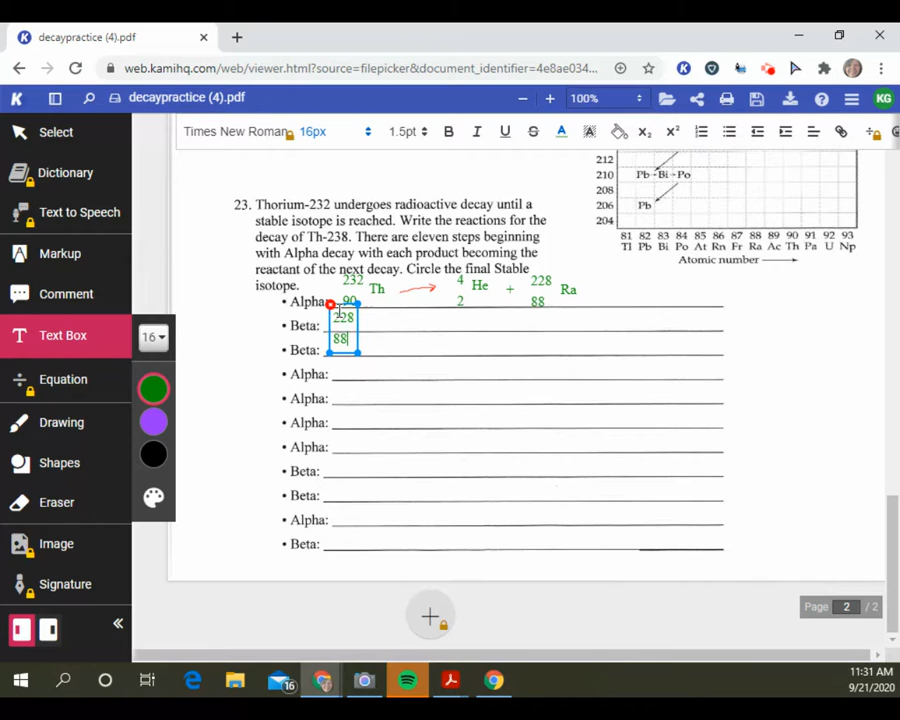 decaypractice (4).pdf
web.kamihq.com/web/viewer.html?source=filepicker&document_identifier=4e8ae034...
decaypractice (4).pdf
100%
KG
Select
Times New Roman
16px
1.5pt
B I U S A A X₂ X²
Dictionary
Text to Speech
Markup
Comment
Text Box
16
Equation
Drawing
Shapes
Eraser
Image
Signature
212
210 Pb Bi Po
208
206 Pb
204
81 82 83 84 85 86 87 88 89 90 91 92 93
Tl Pb Bi Po At Rn Fr Ra Ac Th Pa U Np
Atomic number
23. Thorium-232 undergoes radioactive decay until a
stable isotope is reached. Write the reactions for the
decay of Th-238. There are eleven steps beginning
with Alpha decay with each product becoming the
reactant of the next decay. Circle the final Stable
isotope.
232 Th 4 He + 228 Ra
• Alpha: 90 2 88
228
• Beta:
88
• Beta:
• Alpha:
• Alpha:
• Alpha:
• Alpha:
• Beta:
• Beta:
• Alpha:
• Beta:
Page 2 / 2
16
11:31 AM
9/21/2020